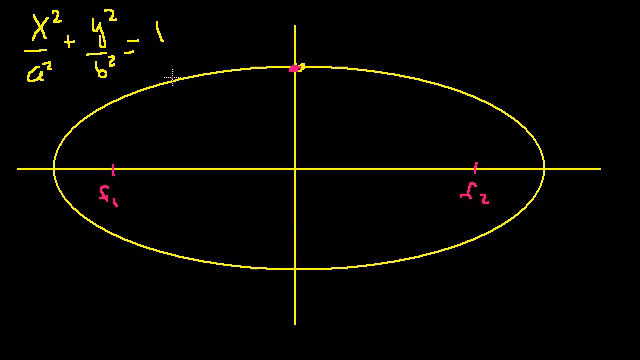 x²/a² + y²/b² = 1
f₁ f₂